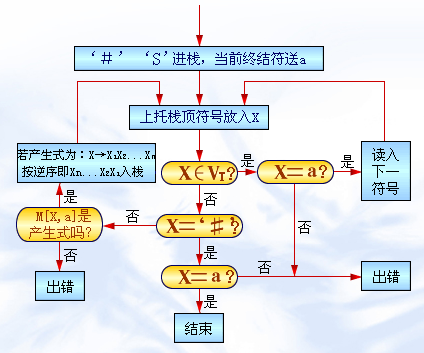 ‘#’ ‘S’进栈，当前终结符送a
上托栈顶符号放入X
若产生式为：X→X₁X₂...Xₙ
按逆序即Xn...X₂X₁入栈
X∈V_T?
是
X=a?
是
读入
下一
符号
是
否
M[X,a]是
产生式吗?
否
X=‘#’?
否
是
否
出错
X=a?
否
出错
是
结束